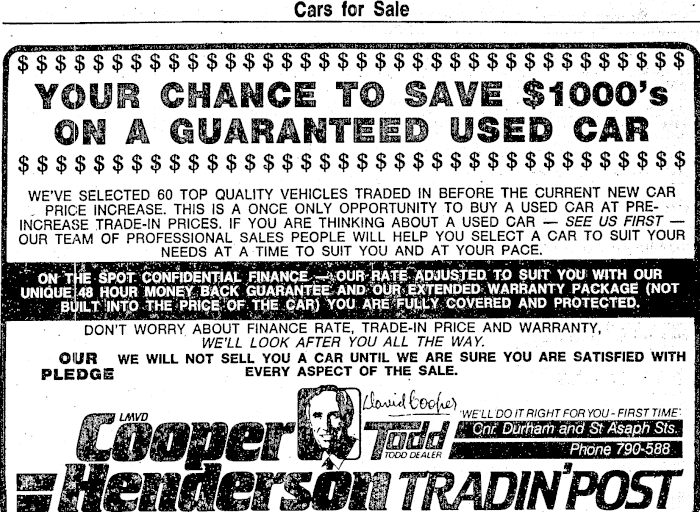 Cars for Sale
$ $ $ $ $ $ $ $ $ $ $ $ $ $ $ $ $ $ $ $ $ $ $ $ $ $ $ $ $ $ $ $ $ $ $ $ $
YOUR CHANCE TO SAVE $1000's
ON A GUARANTEED USED CAR
$ $ $ $ $ $ $ $ $ $ $ $ $ $ $ $ $ $ $ $ $ $ $ $ $ $ $ $ $ $ $ $ $ $ $ $ $
WE'VE SELECTED 60 TOP QUALITY VEHICLES TRADED IN BEFORE THE CURRENT NEW CAR
PRICE INCREASE. THIS IS A ONCE ONLY OPPORTUNITY TO BUY A USED CAR AT PRE-
INCREASE TRADE-IN PRICES. IF YOU ARE THINKING ABOUT A USED CAR — SEE US FIRST —
OUR TEAM OF PROFESSIONAL SALES PEOPLE WILL HELP YOU SELECT A CAR TO SUIT YOUR
NEEDS AT A TIME TO SUIT YOU AND AT YOUR PACE.
ON THE SPOT CONFIDENTIAL FINANCE — OUR RATE ADJUSTED TO SUIT YOU WITH OUR
UNIQUE 48 HOUR MONEY BACK GUARANTEE AND OUR EXTENDED WARRANTY PACKAGE (NOT
BUILT INTO THE PRICE OF THE CAR) YOU ARE FULLY COVERED AND PROTECTED.
DON'T WORRY ABOUT FINANCE RATE, TRADE-IN PRICE AND WARRANTY,
WE'LL LOOK AFTER YOU ALL THE WAY.
OUR PLEDGE WE WILL NOT SELL YOU A CAR UNTIL WE ARE SURE YOU ARE SATISFIED WITH
EVERY ASPECT OF THE SALE.
David Cooper
LMVD
'WE'LL DO IT RIGHT FOR YOU - FIRST TIME'
Cooper Todd
TODD DEALER
Cnr. Durham and St Asaph Sts.
Phone 790-588
Henderson TRADIN'POST